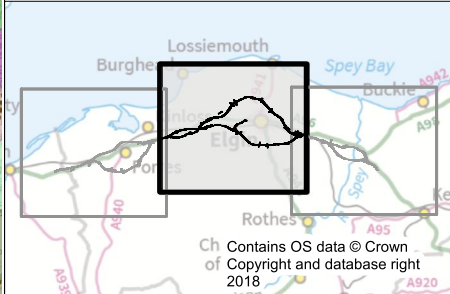 Lossiemouth
Burghead
Spey Bay
Buckie
A942
A941
A98
Elgin
Spey
A940
Rothes
A95
A939
A920
Contains OS data © Crown
Copyright and database right
2018